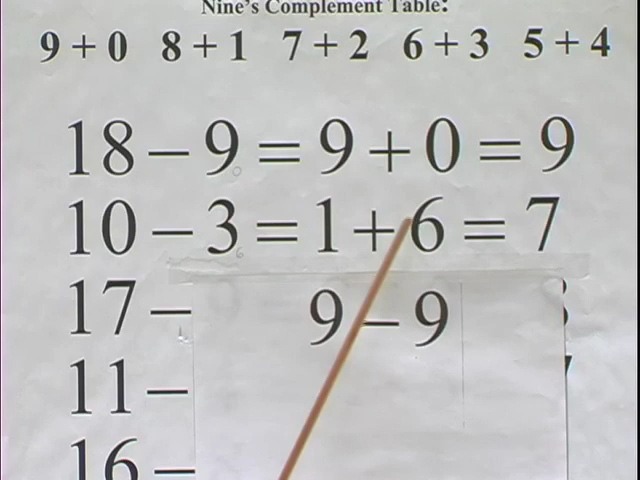 Nine's Complement Table:
9 + 0 8 + 1 7 + 2 6 + 3 5 + 4
18 − 9 = 9 + 0 = 9
10 − 3 = 1 + 6 = 7
17 − 9 − 9
11 −
16 −